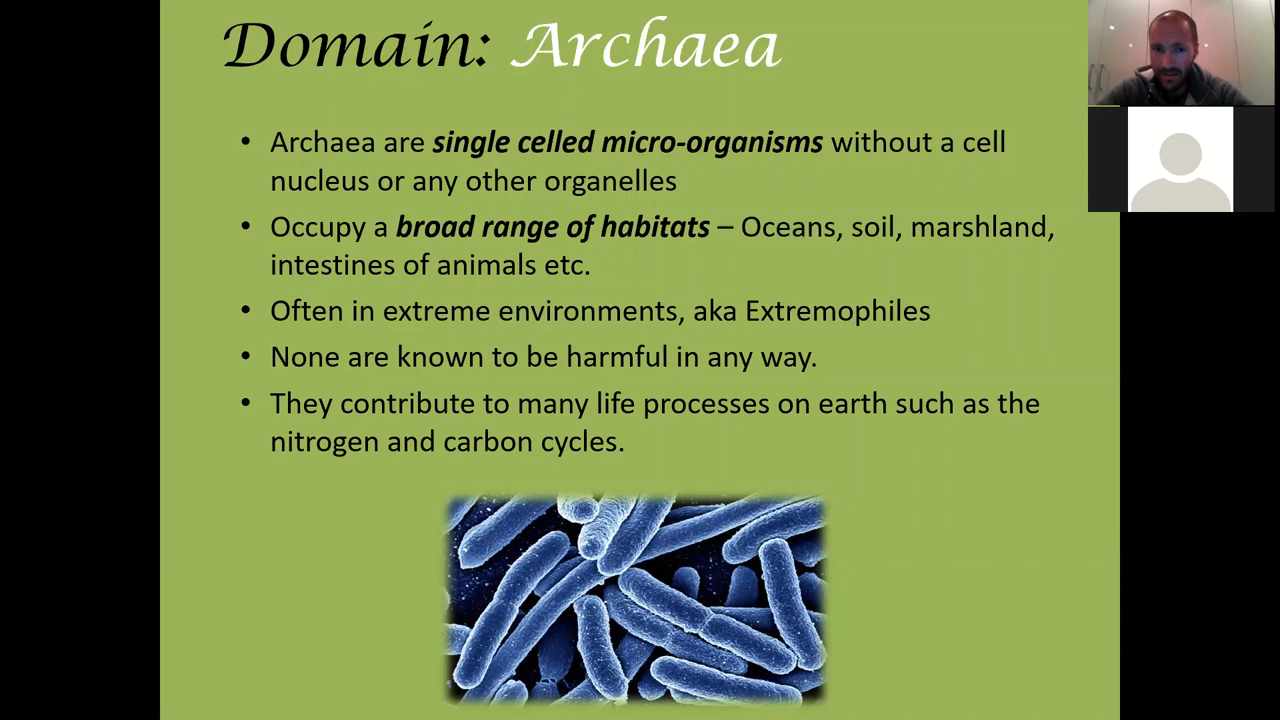 Domain: Archaea
• Archaea are single celled micro-organisms without a cell
nucleus or any other organelles
• Occupy a broad range of habitats – Oceans, soil, marshland,
intestines of animals etc.
• Often in extreme environments, aka Extremophiles
• None are known to be harmful in any way.
• They contribute to many life processes on earth such as the
nitrogen and carbon cycles.